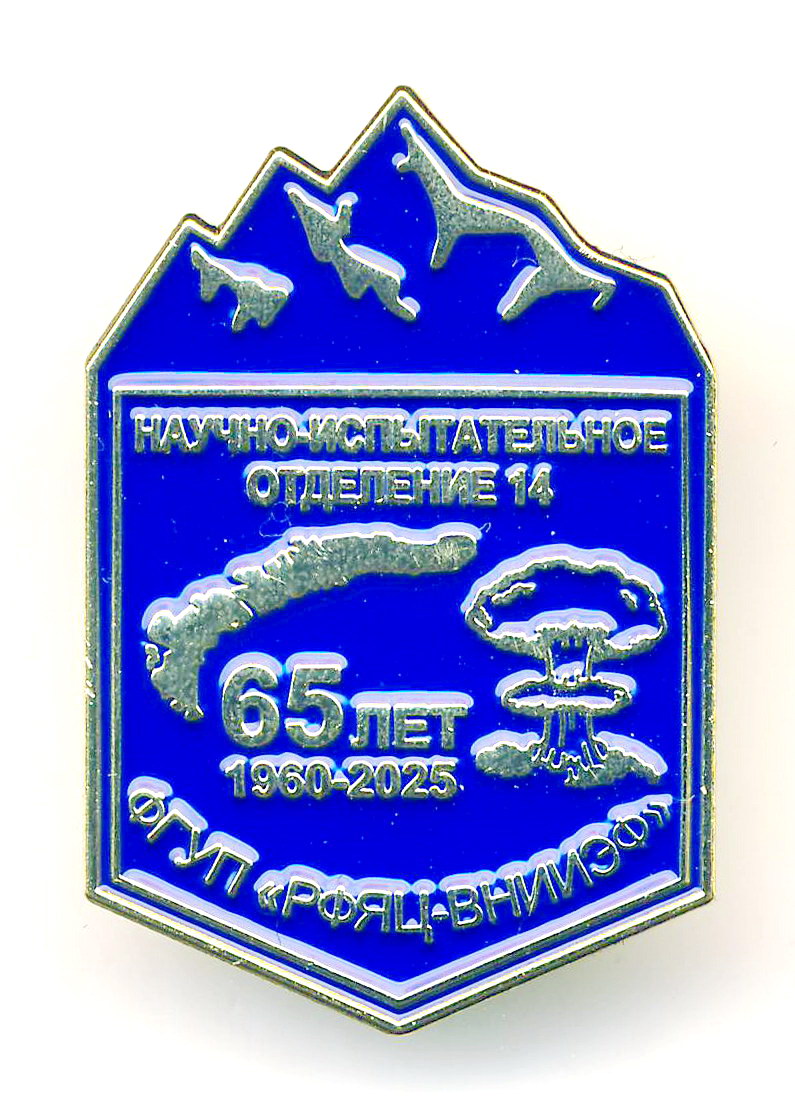 НАУЧНО-ИСПЫТАТЕЛЬНОЕ
ОТДЕЛЕНИЕ 14
65 ЛЕТ
1960-2025
ФГУП «РФЯЦ-ВНИИЭФ»